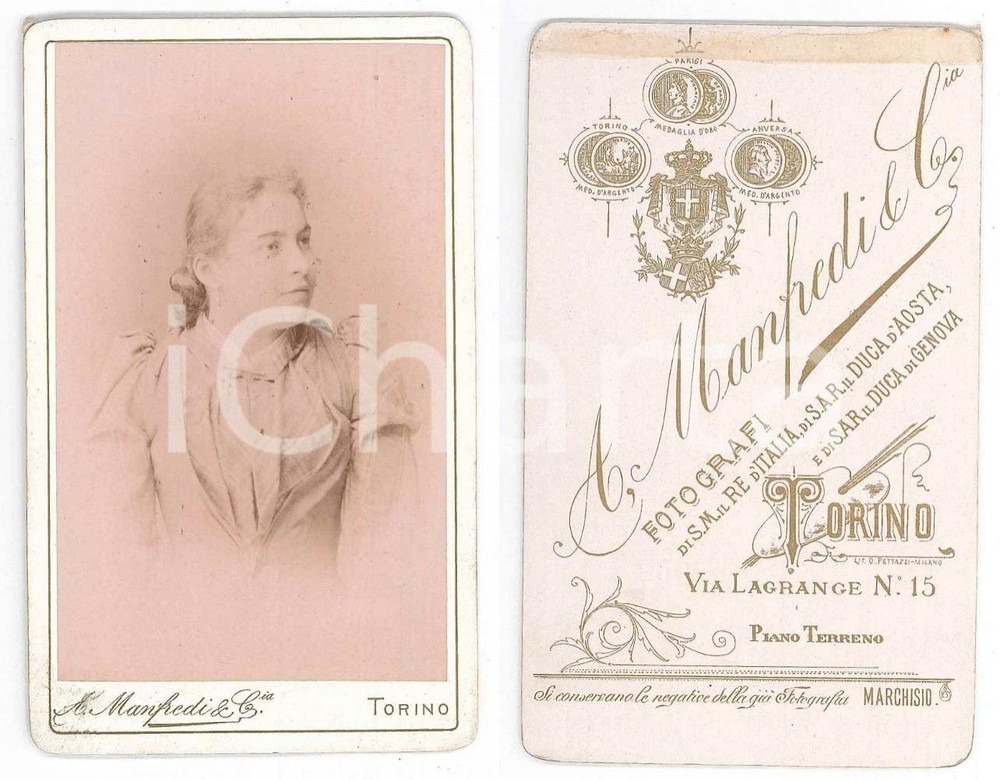 A. Manfredi & C.ia
TORINO
iCharta
PARIGI
MEDAGLIA D'ORO
TORINO
MED. D'ARGENTO
ANVERSA
MED. D'ARGENTO
A. Manfredi & C.ia
FOTOGRAFI
DI S.M. IL RE D'ITALIA, DI S.A.R. IL DUCA D'AOSTA,
E DI S.A.R. IL DUCA DI GENOVA
TORINO
LIT. D. PETTAZZI-MILANO
VIA LAGRANGE N.º 15
PIANO TERRENO
Si conservano le negative della già Fotografia MARCHISIO.